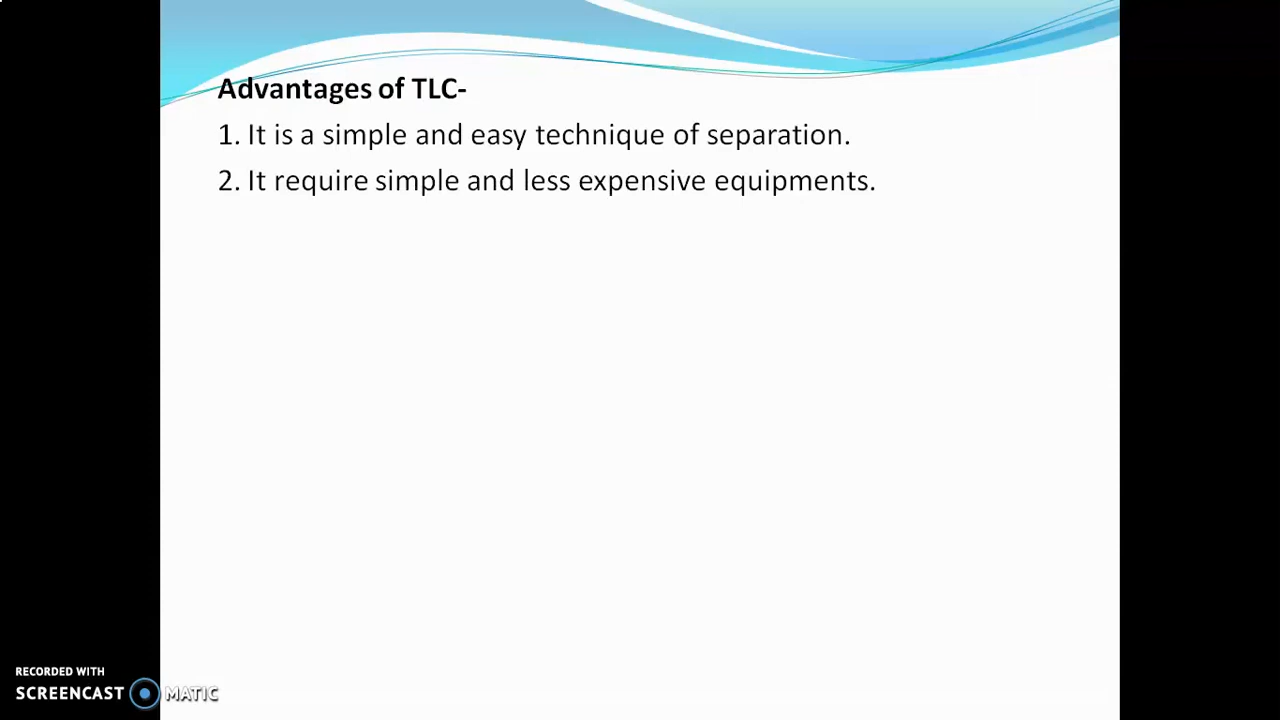 Advantages of TLC-
1. It is a simple and easy technique of separation.
2. It require simple and less expensive equipments.
RECORDED WITH
SCREENCAST MATIC